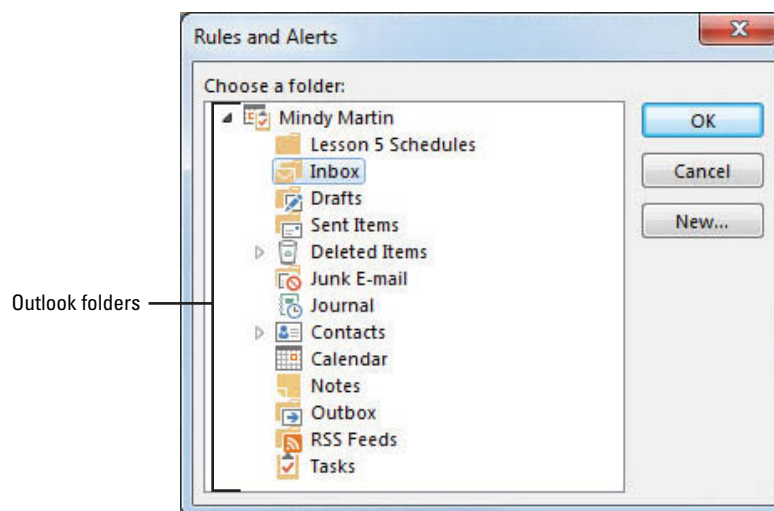 Rules and Alerts
Choose a folder:
Mindy Martin
Lesson 5 Schedules
Inbox
Drafts
Sent Items
Deleted Items
Junk E-mail
Journal
Contacts
Calendar
Notes
Outbox
RSS Feeds
Tasks
OK
Cancel
New...
Outlook folders